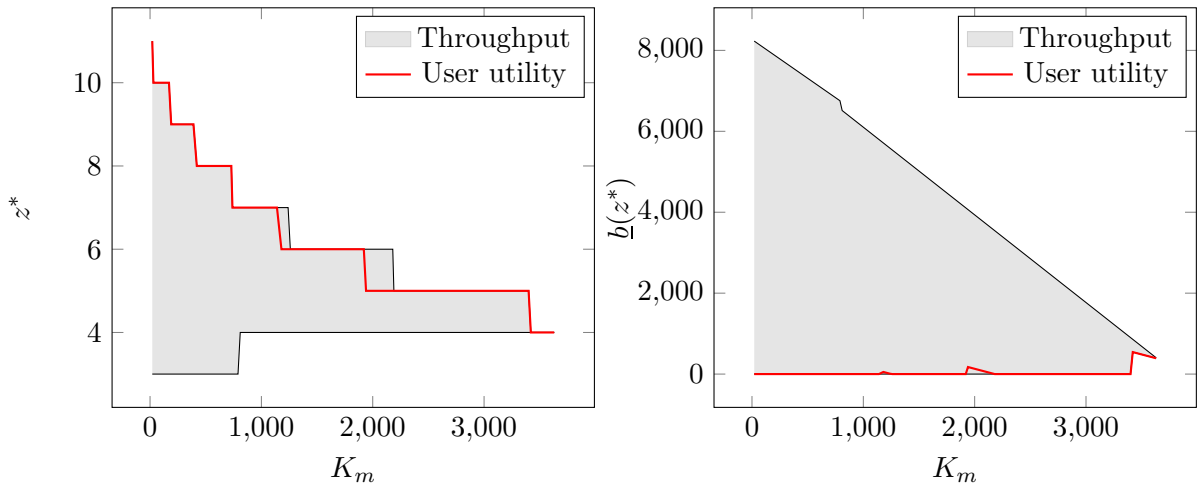 Throughput
User utility
10
8
6
4
z*
0
1,000
2,000
3,000
K_m
Throughput
User utility
8,000
6,000
4,000
2,000
0
b(z*)
0
1,000
2,000
3,000
K_m